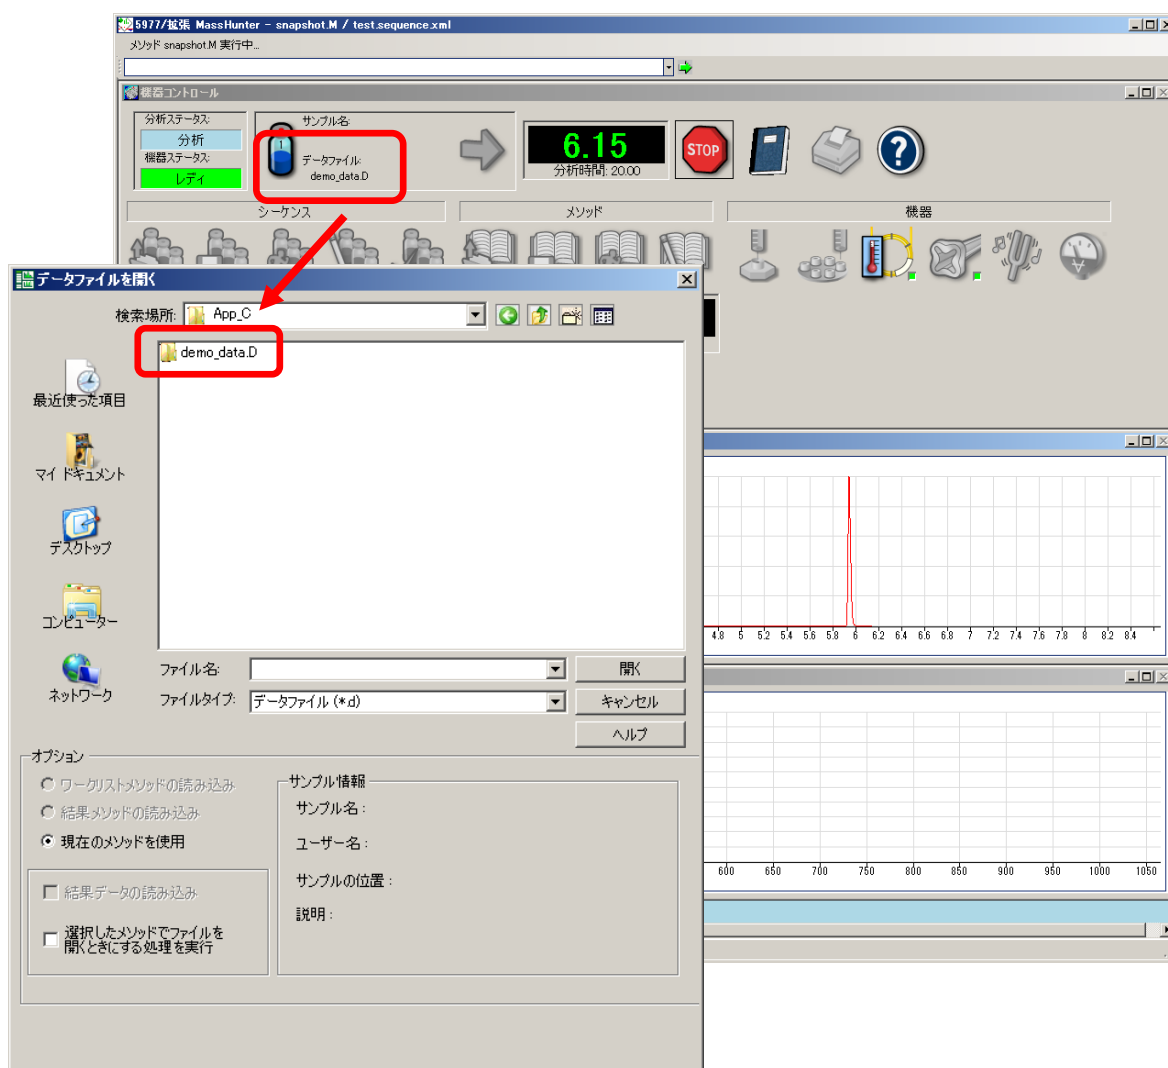 5977/拡張 MassHunter - snapshot.M / test.sequence.xml
メソッド snapshot.M 実行中...
機器コントロール
分析ステータス:
分析
機器ステータス:
レディ
1
サンプル名:
データファイル:
demo_data.D
6.15
分析時間: 20.00
STOP
?
シーケンス
メソッド
機器
データファイルを開く
検索場所:
App_C
demo_data.D
最近使った項目
マイ ドキュメント
デスクトップ
コンピューター
ネットワーク
ファイル名:
開く
ファイルタイプ:
データファイル (*.d)
キャンセル
ヘルプ
オプション
ワークリストメソッドの読み込み
結果メソッドの読み込み
現在のメソッドを使用
結果データの読み込み
選択したメソッドでファイルを
開くときにする処理を実行
サンプル情報
サンプル名 :
ユーザー名 :
サンプルの位置 :
説明 :
4.8 5 5.2 5.4 5.6 5.8 6 6.2 6.4 6.6 6.8 7 7.2 7.4 7.6 7.8 8 8.2 8.4
600 650 700 750 800 850 900 950 1000 1050